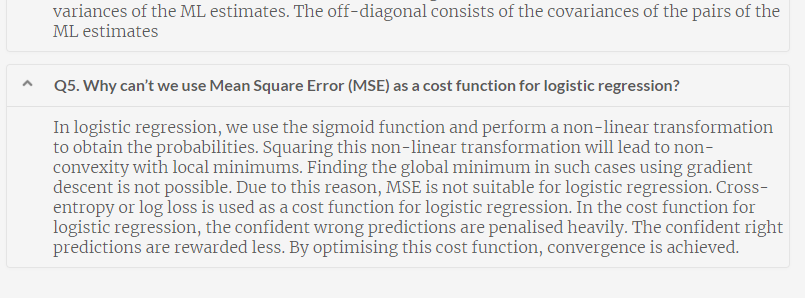 variances of the ML estimates. The off-diagonal consists of the covariances of the pairs of the
ML estimates
Q5. Why can't we use Mean Square Error (MSE) as a cost function for logistic regression?
In logistic regression, we use the sigmoid function and perform a non-linear transformation
to obtain the probabilities. Squaring this non-linear transformation will lead to non-
convexity with local minimums. Finding the global minimum in such cases using gradient
descent is not possible. Due to this reason, MSE is not suitable for logistic regression. Cross-
entropy or log loss is used as a cost function for logistic regression. In the cost function for
logistic regression, the confident wrong predictions are penalised heavily. The confident right
predictions are rewarded less. By optimising this cost function, convergence is achieved.